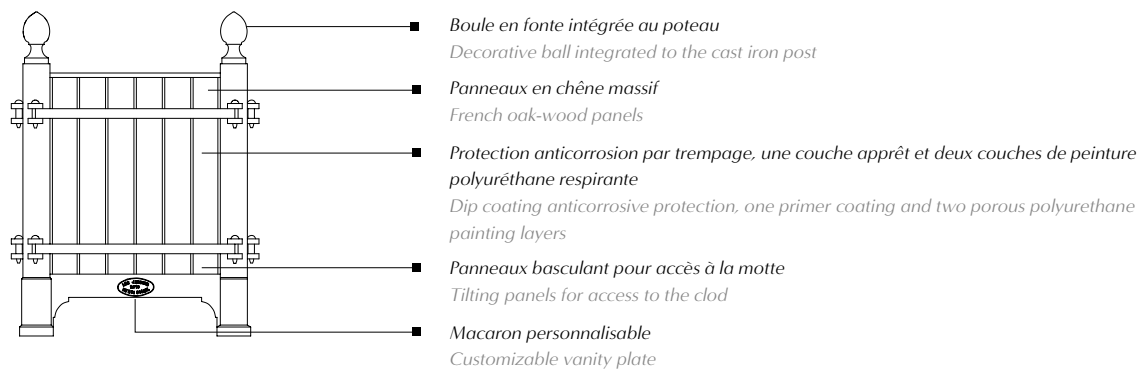 Boule en fonte intégrée au poteau
Decorative ball integrated to the cast iron post
Panneaux en chêne massif
French oak-wood panels
Protection anticorrosion par trempage, une couche apprêt et deux couches de peinture
polyuréthane respirante
Dip coating anticorrosive protection, one primer coating and two porous polyurethane
painting layers
Panneaux basculant pour accès à la motte
Tilting panels for access to the clod
Macaron personnalisable
Customizable vanity plate